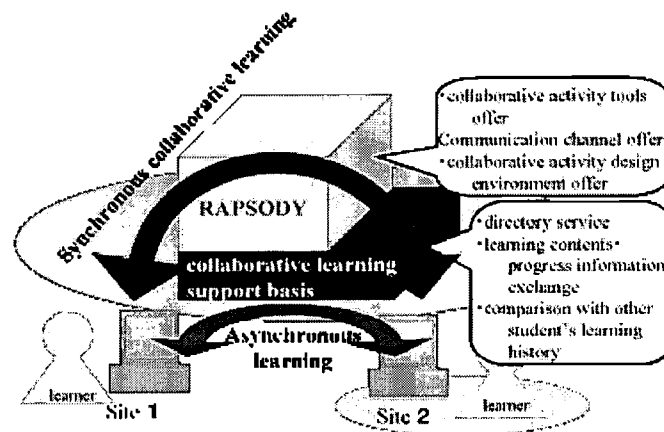 Synchronous collaborative learning
•collaborative activity tools
offer
Communication channel offer
•collaborative activity design
environment offer
RAPSODY
• directory service
• learning contents•
progress information
exchange
• comparison with other
student's learning
history
collaborative learning
support basis
Asynchronous
learning
learner
Site 1
Site 2
learner